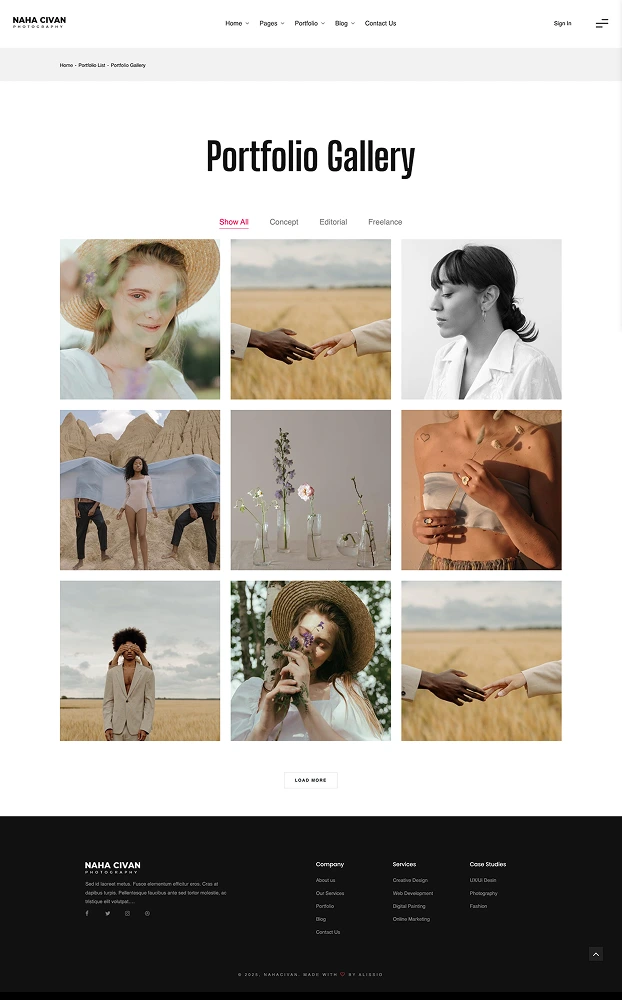 NAHA CIVAN
PHOTOGRAPHY
Home Pages Portfolio Blog Contact Us
Sign In
Home - Portfolio List - Portfolio Gallery
Portfolio Gallery
Show All Concept Editorial Freelance
LOAD MORE
NAHA CIVAN
PHOTOGRAPHY
Sed id laoreet metus. Fusce elementum efficitur eros. Cras at
dapibus turpis. Pellentesque faucibus ante sed tortor molestie, at
tristique elit volutpat....
Company
About us
Our Services
Portfolio
Blog
Contact Us
Services
Creative Design
Web Development
Digital Painting
Online Marketing
Case Studies
UX/UI Desin
Photography
Fashion
© 2025, NAHACIVAN. MADE WITH ♡ BY ALISSIO